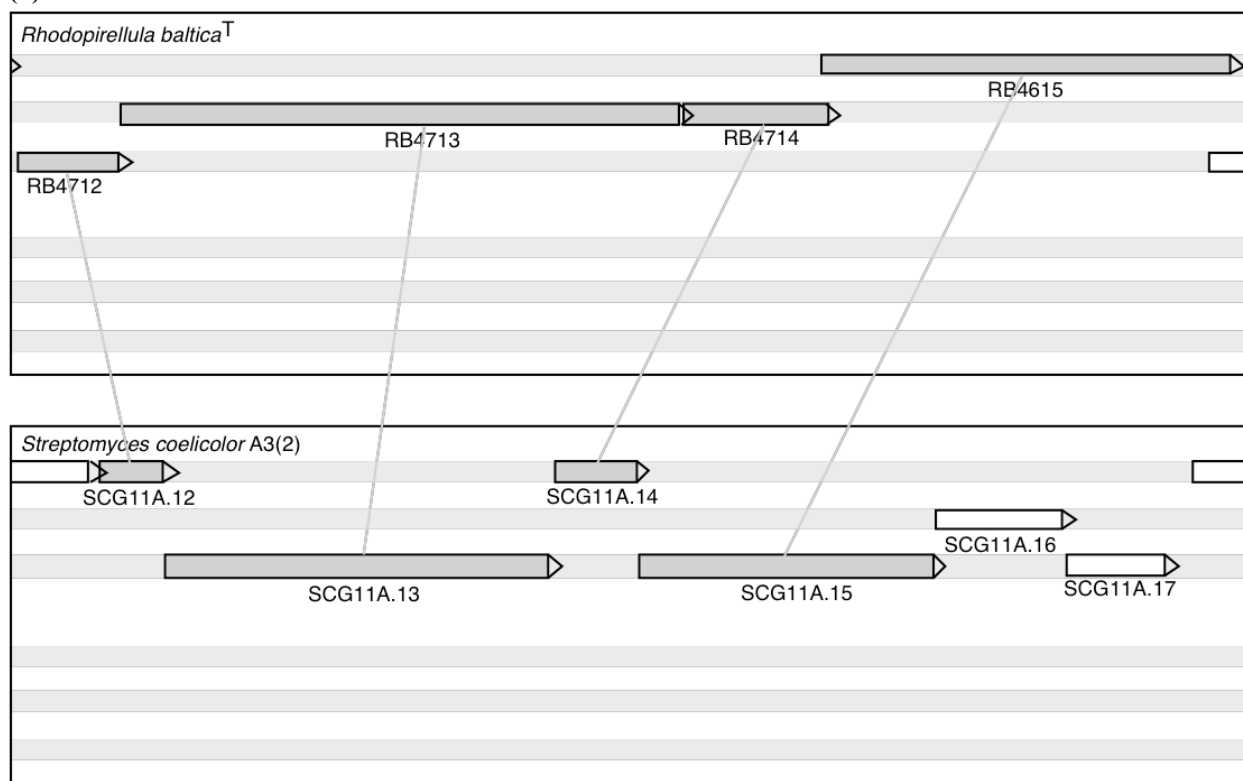 Rhodopirellula baltica T
RB4615
RB4713
RB4714
RB4712
Streptomyces coelicolor A3(2)
SCG11A.12
SCG11A.14
SCG11A.16
SCG11A.13
SCG11A.15
SCG11A.17